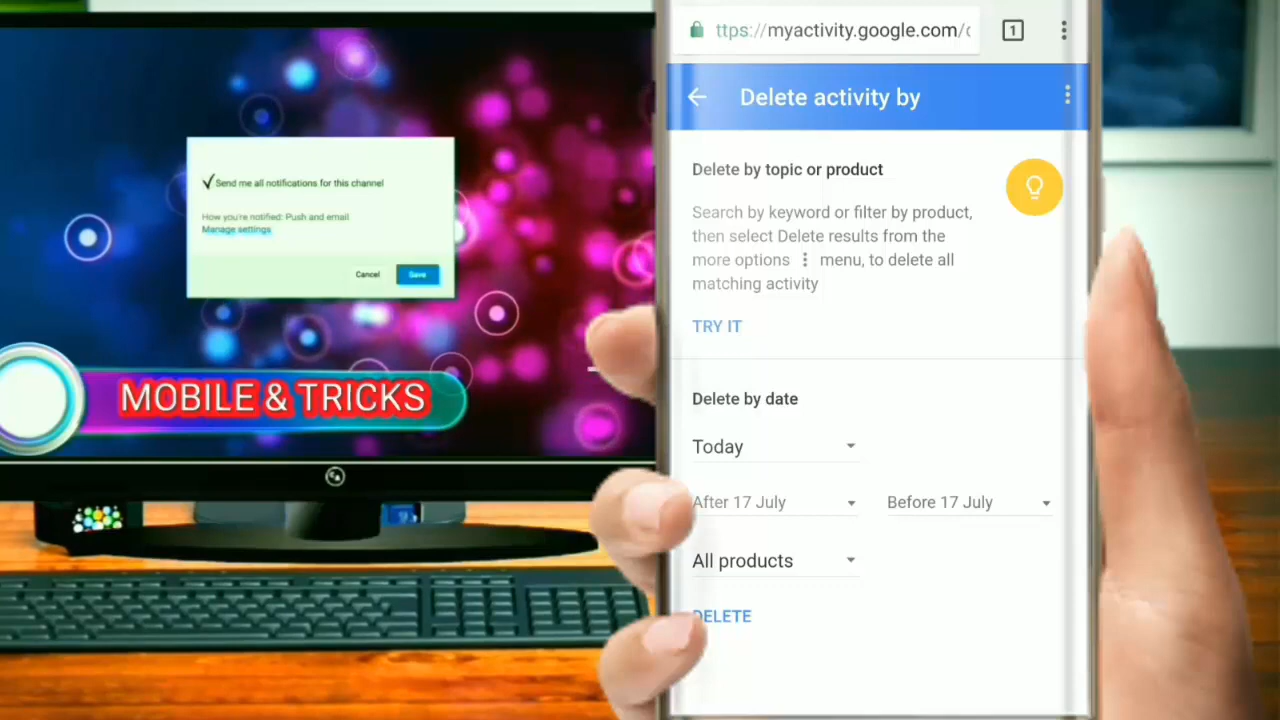 Send me all notifications for this channel
How you're notified: Push and email
Manage settings
Cancel
Save
MOBILE & TRICKS
ttps://myactivity.google.com/
1
Delete activity by
Delete by topic or product
Search by keyword or filter by product,
then select Delete results from the
more options ⋮ menu, to delete all
matching activity
TRY IT
Delete by date
Today
After 17 July
Before 17 July
All products
DELETE